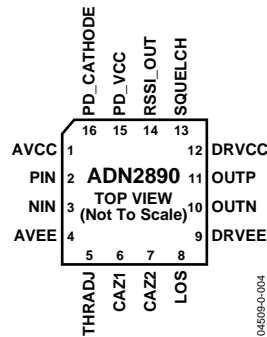 PD_CATHODE
PD_VCC
RSSI_OUT
SQUELCH
16 15 14 13
AVCC 1
PIN 2
NIN 3
AVEE 4
ADN2890
TOP VIEW
(Not To Scale)
12 DRVCC
11 OUTP
10 OUTN
9 DRVEE
5 6 7 8
THRADJ
CAZ1
CAZ2
LOS
04509-0-004